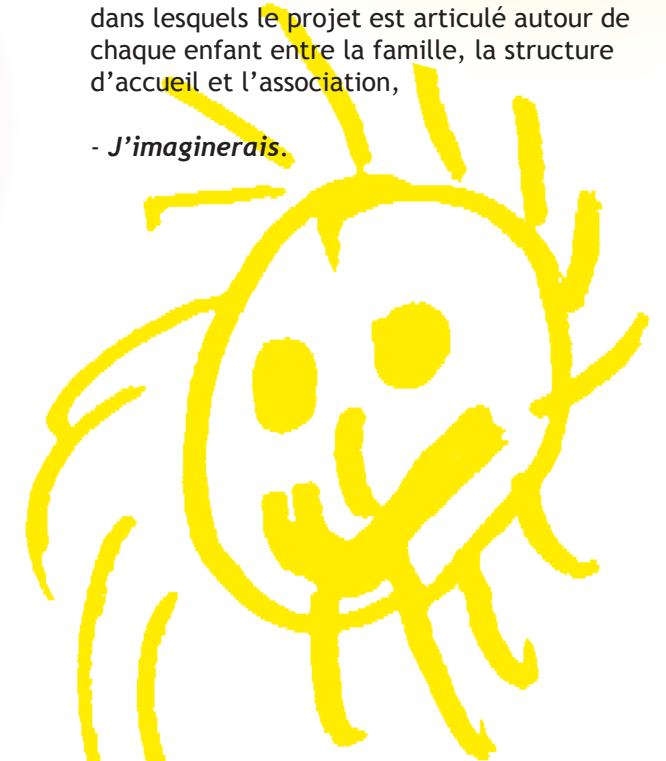 dans lesquels le projet est articulé autour de
chaque enfant entre la famille, la structure
d’accueil et l’association,
- J’imaginerais.